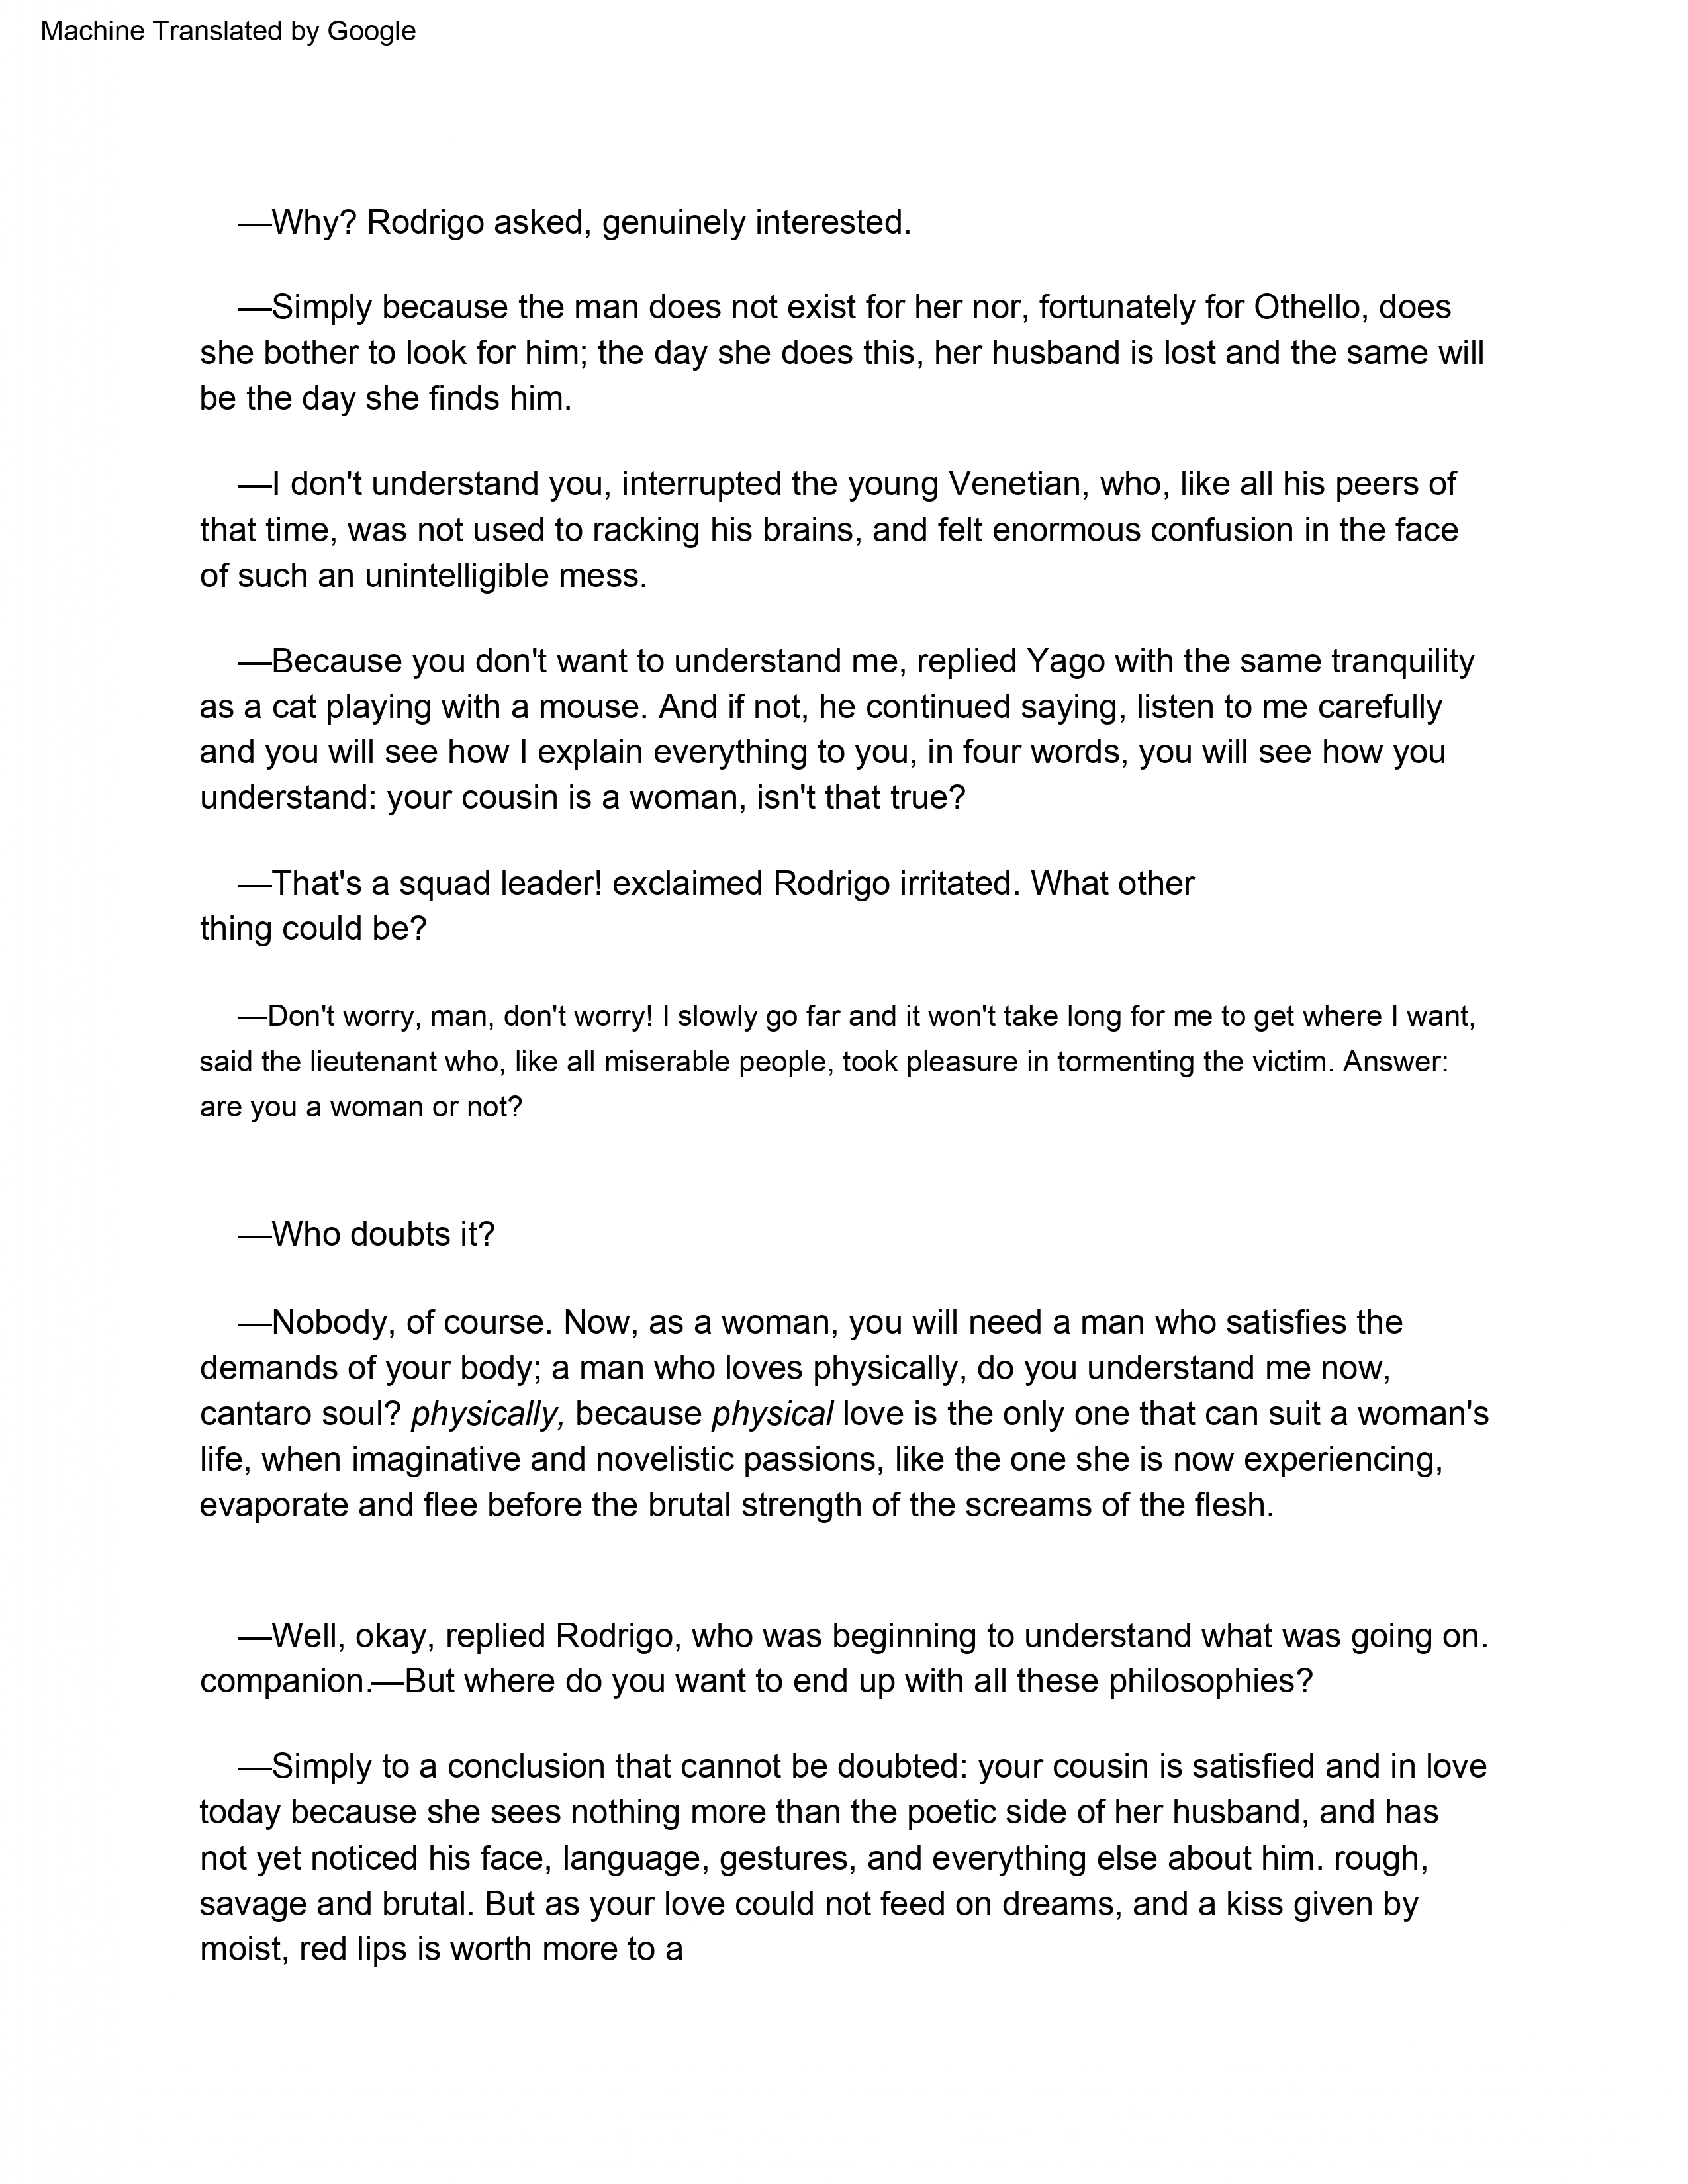 Machine Translated by Google
—Why? Rodrigo asked, genuinely interested.
—Simply because the man does not exist for her nor, fortunately for Othello, does
she bother to look for him; the day she does this, her husband is lost and the same will
be the day she finds him.
—I don't understand you, interrupted the young Venetian, who, like all his peers of
that time, was not used to racking his brains, and felt enormous confusion in the face
of such an unintelligible mess.
—Because you don't want to understand me, replied Yago with the same tranquility
as a cat playing with a mouse. And if not, he continued saying, listen to me carefully
and you will see how I explain everything to you, in four words, you will see how you
understand: your cousin is a woman, isn't that true?
—That's a squad leader! exclaimed Rodrigo irritated. What other
thing could be?
—Don't worry, man, don't worry! I slowly go far and it won't take long for me to get where I want,
said the lieutenant who, like all miserable people, took pleasure in tormenting the victim. Answer:
are you a woman or not?
—Who doubts it?
—Nobody, of course. Now, as a woman, you will need a man who satisfies the
demands of your body; a man who loves physically, do you understand me now,
cantaro soul? physically, because physical love is the only one that can suit a woman's
life, when imaginative and novelistic passions, like the one she is now experiencing,
evaporate and flee before the brutal strength of the screams of the flesh.
—Well, okay, replied Rodrigo, who was beginning to understand what was going on.
companion.—But where do you want to end up with all these philosophies?
—Simply to a conclusion that cannot be doubted: your cousin is satisfied and in love
today because she sees nothing more than the poetic side of her husband, and has
not yet noticed his face, language, gestures, and everything else about him. rough,
savage and brutal. But as your love could not feed on dreams, and a kiss given by
moist, red lips is worth more to a